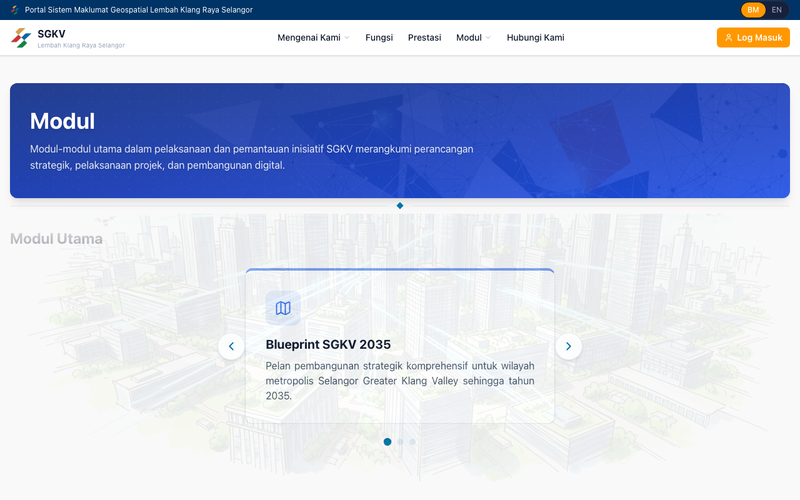 Portal Sistem Maklumat Geospatial Lembah Klang Raya Selangor
BM EN
SGKV
Lembah Klang Raya Selangor
Mengenai Kami Fungsi Prestasi Modul Hubungi Kami
Log Masuk
Modul
Modul-modul utama dalam pelaksanaan dan pemantauan inisiatif SGKV merangkumi perancangan
strategik, pelaksanaan projek, dan pembangunan digital.
Modul Utama
Blueprint SGKV 2035
Pelan pembangunan strategik komprehensif untuk wilayah
metropolis Selangor Greater Klang Valley sehingga tahun
2035.